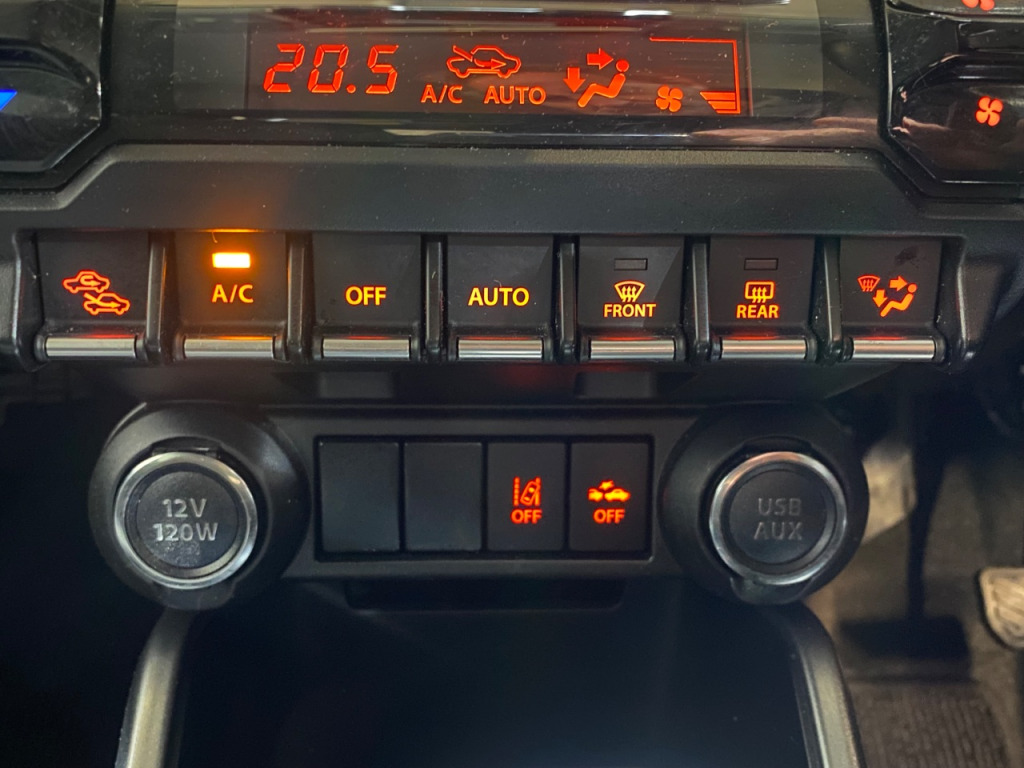 20.5
A/C AUTO
A/C
OFF
AUTO
FRONT
REAR
12V
120W
OFF
OFF
USB
AUX